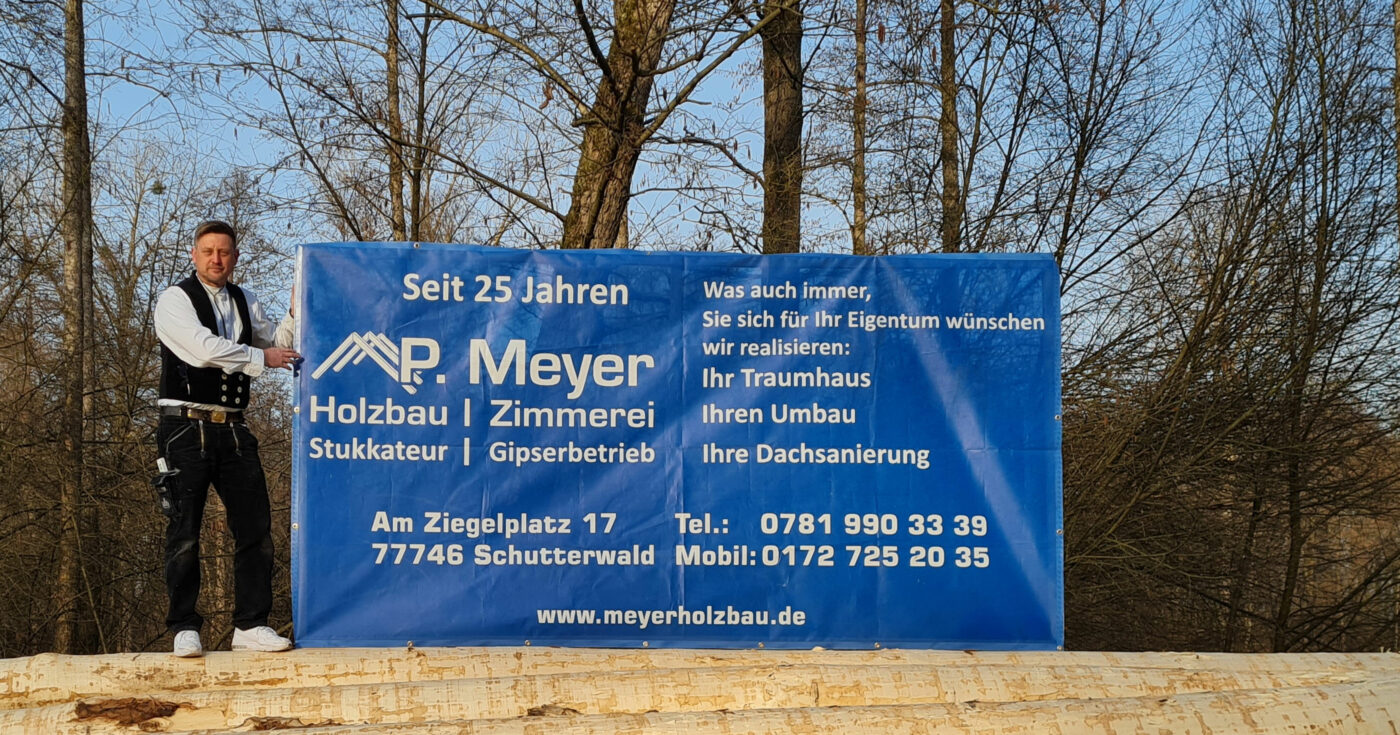 Seit 25 Jahren
P. Meyer
Holzbau | Zimmerei
Stukkateur | Gipserbetrieb
Was auch immer,
Sie sich für Ihr Eigentum wünschen
wir realisieren:
Ihr Traumhaus
Ihren Umbau
Ihre Dachsanierung
Am Ziegelplatz 17
77746 Schutterwald
Tel.: 0781 990 33 39
Mobil: 0172 725 20 35
www.meyerholzbau.de